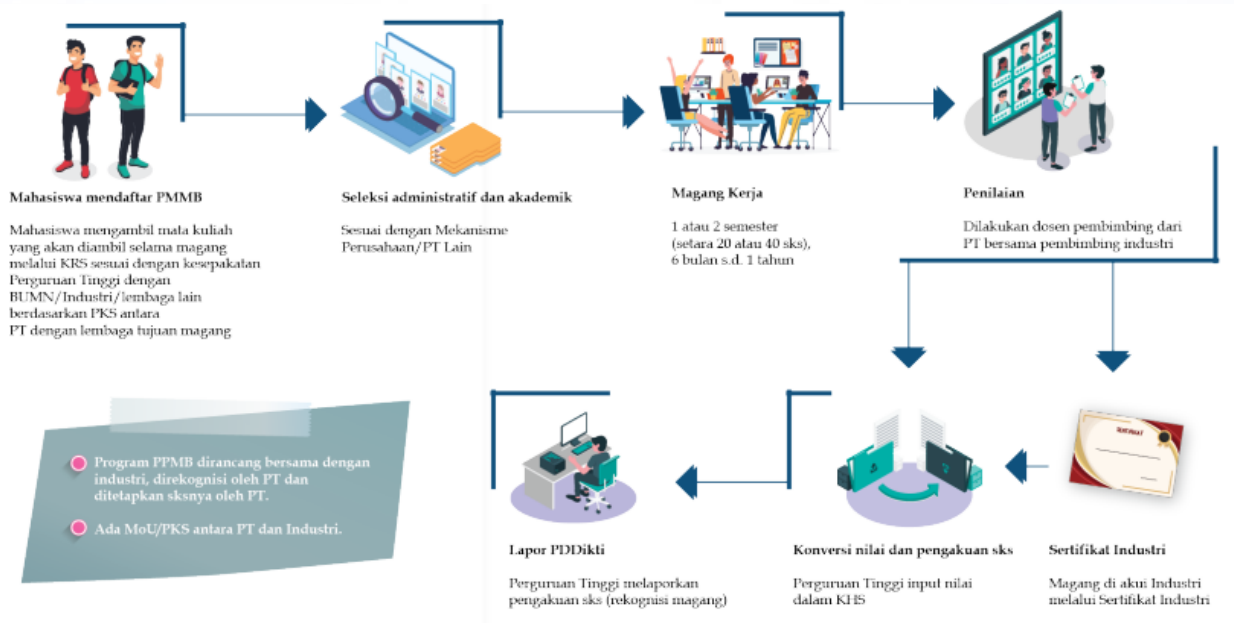 Mahasiswa mendaftar PMMB
Mahasiswa mengambil mata kuliah
yang akan diambil selama magang
melalui KRS sesuai dengan kesepakatan
Perguruan Tinggi dengan
BUMN/Industri/lembaga lain
berdasarkan PKS antara
PT dengan lembaga tujuan magang
Seleksi administratif dan akademik
Sesuai dengan Mekanisme
Perusahaan/PT Lain
Magang Kerja
1 atau 2 semester
(setara 20 atau 40 sks),
6 bulan s.d. 1 tahun
Penilaian
Dilakukan dosen pembimbing dari
PT bersama pembimbing industri
Sertifikat Industri
Magang di akui Industri
melalui Sertifikat Industri
Konversi nilai dan pengakuan sks
Perguruan Tinggi input nilai
dalam KHS
Lapor PDDikti
Perguruan Tinggi melaporkan
pengakuan sks (rekognisi magang)
Program PPMB dirancang bersama dengan
industri, direkognisi oleh PT dan
ditetapkan sksnya oleh PT.
Ada MoU/PKS antara PT dan Industri.